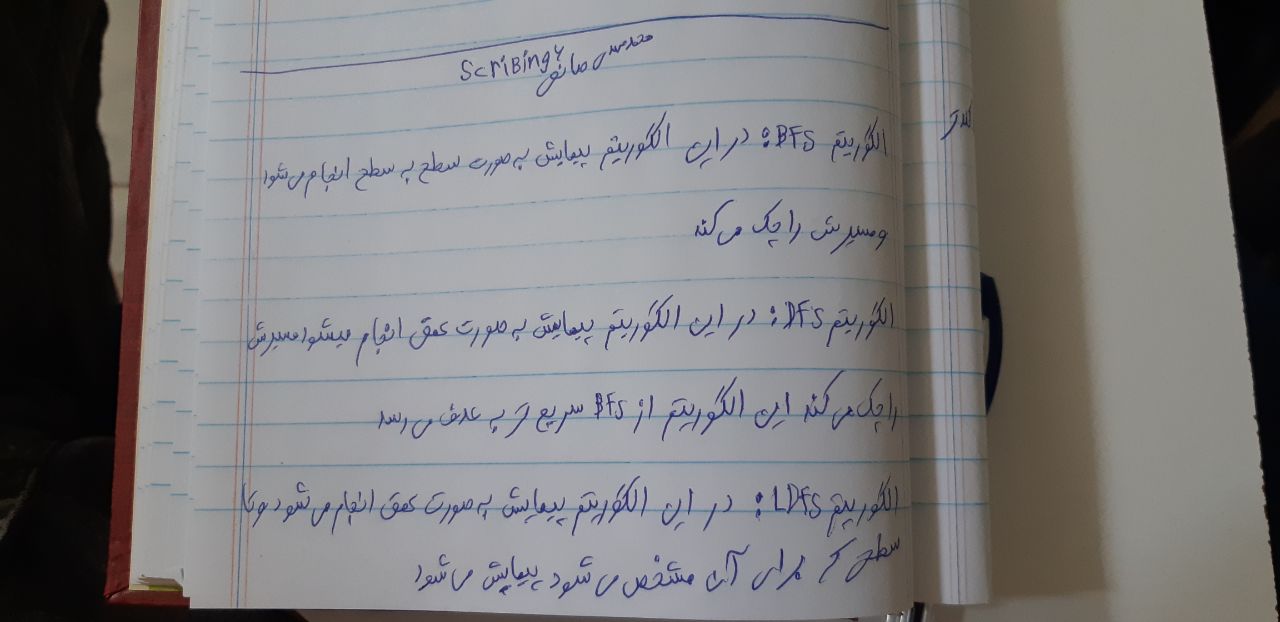 محمدمهدی صانعی Scribing4
الگوریتم BFS: در این الگوریتم پیمایش به صورت سطح به سطح انجام می شود
و مسیرش را چک می کند
الگوریتم DFS: در این الگوریتم پیمایش به صورت عمق انجام میشود مسیرش
را چک می کند این الگوریتم از BFS سریع تر به هدف می رسد
الگوریتم LDFS: در این الگوریتم پیمایش به صورت عمق انجام می شود و تا
سطح که برای آن مشخص می شود پیمایش می شود